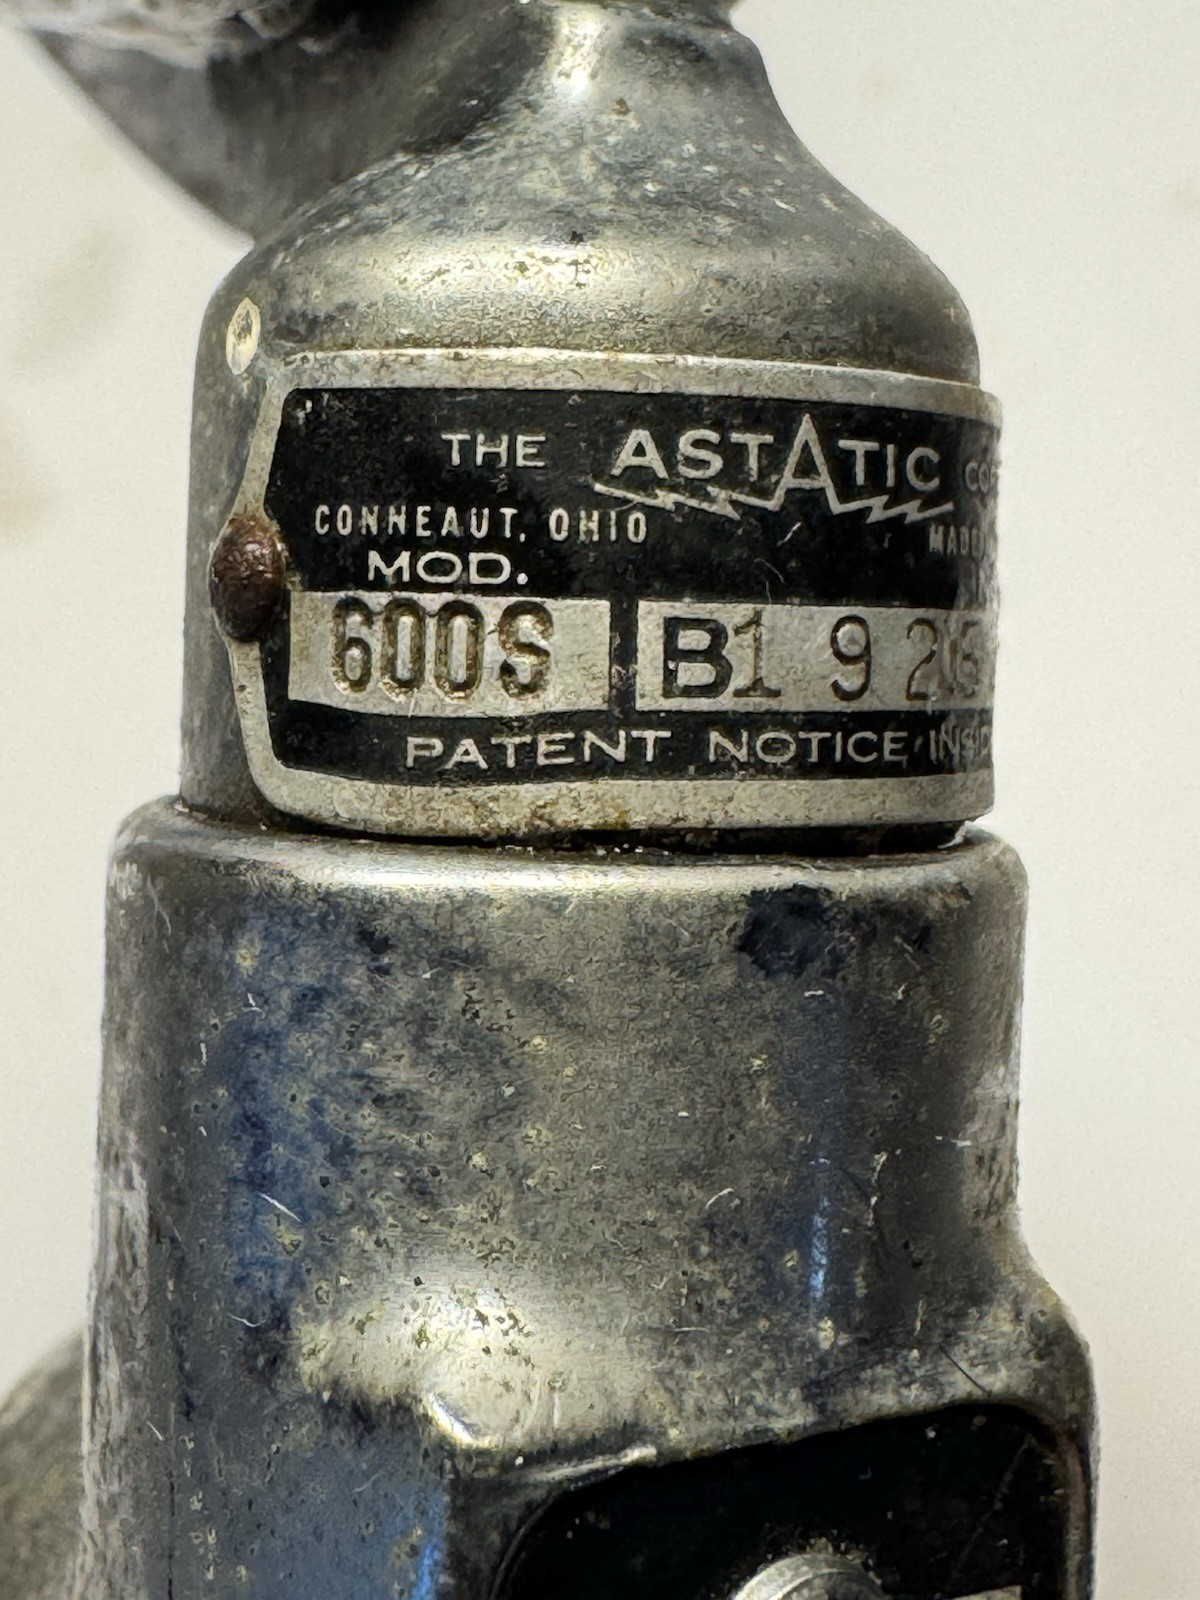 THE ASTATIC
CONNEAUT, OHIO
MOD.
600S B1 9 2
PATENT NOTICE